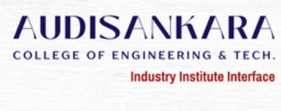 AUDISANKARA
COLLEGE OF ENGINEERING & TECH.
Industry Institute Interface